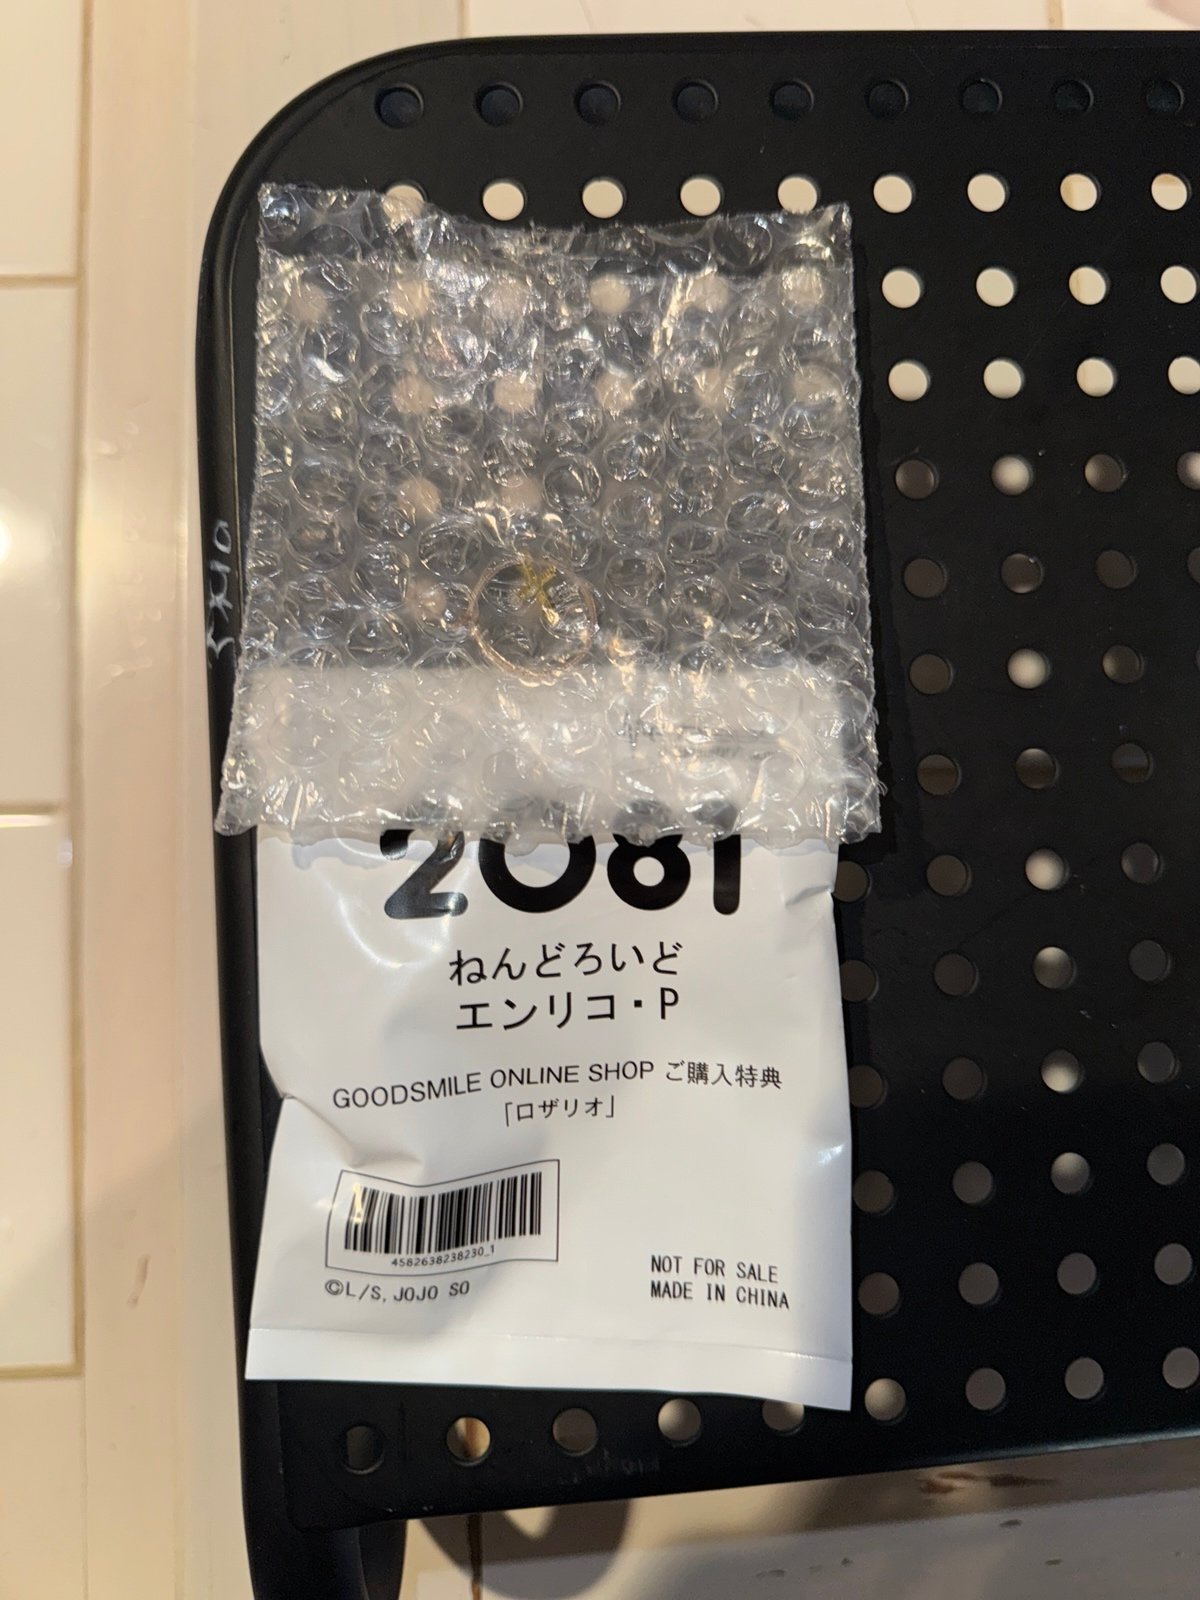 2081
ねんどろいど
エンリコ・P
GOODSMILE ONLINE SHOP ご購入特典
「ロザリオ」
4582638238230_1
©L/S, JOJO SO
NOT FOR SALE
MADE IN CHINA